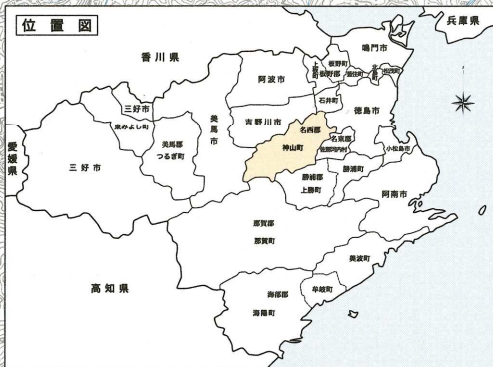 位置図
兵庫県
香川県
鳴門市
板野町
上板町
板野郡
藍住町
北島町
松茂町
阿波市
石井町
徳島市
三好市
東みよし町
美馬市
吉野川市
名西郡
神山町
名東郡
佐那河内村
小松島市
美馬郡
つるぎ町
愛媛県
三好市
勝浦郡
上勝町
勝浦町
阿南市
那賀郡
那賀町
美波町
高知県
海部郡
海陽町
牟岐町